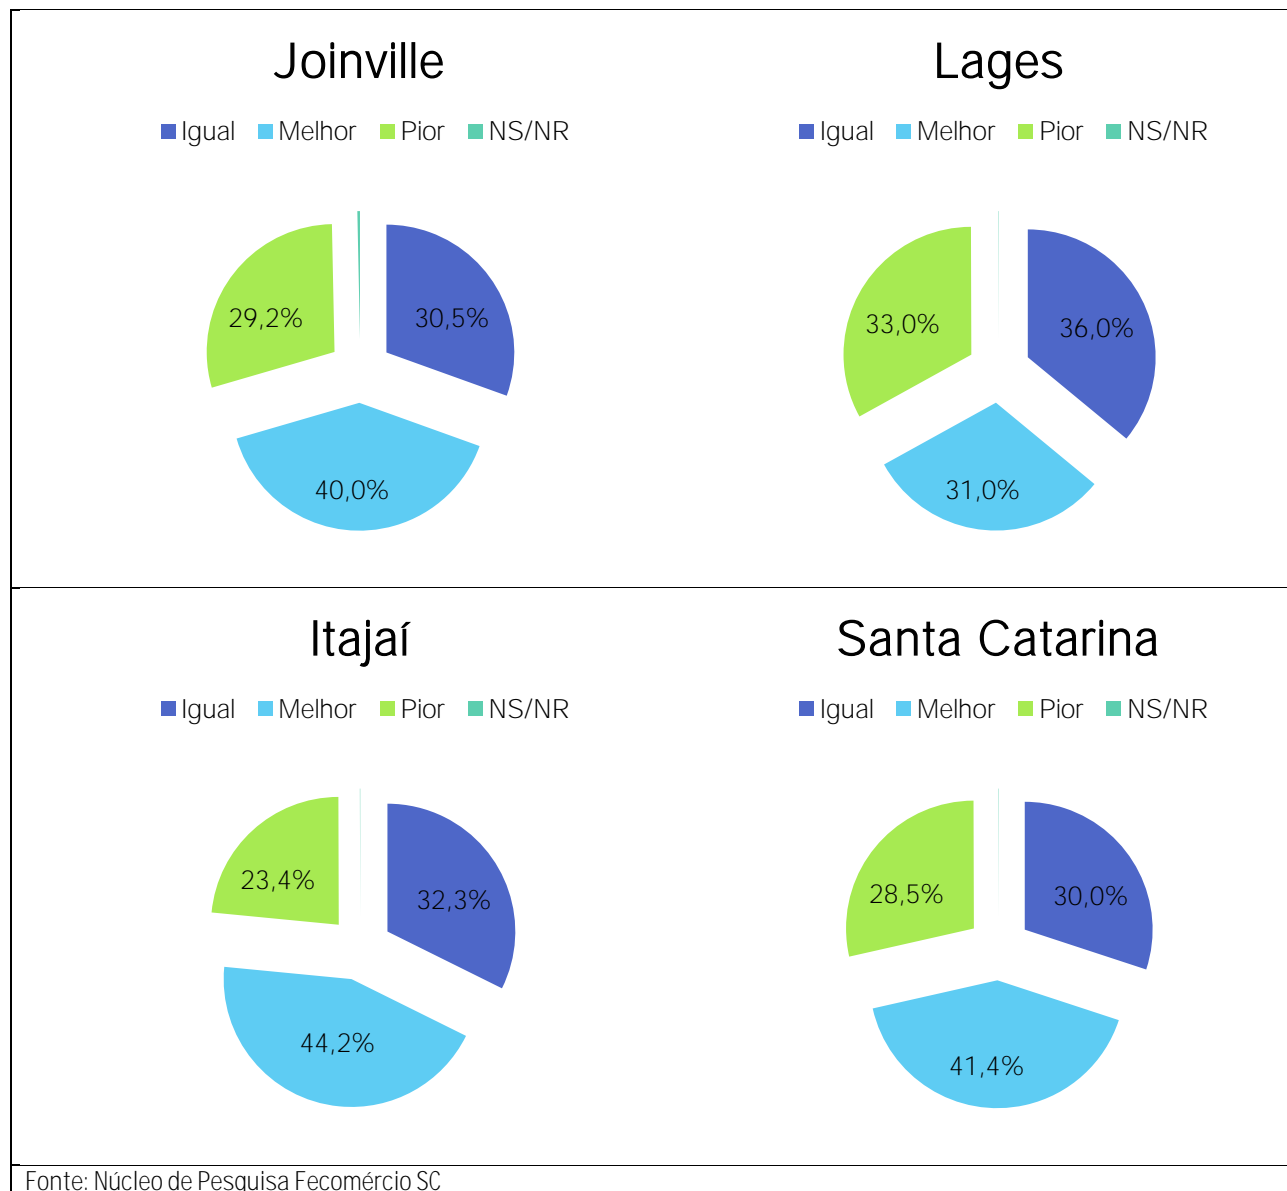 Joinville
Igual Melhor Pior NS/NR
29,2%
30,5%
40,0%
Lages
Igual Melhor Pior NS/NR
33,0%
36,0%
31,0%
Itajaí
Igual Melhor Pior NS/NR
23,4%
32,3%
44,2%
Santa Catarina
Igual Melhor Pior NS/NR
28,5%
30,0%
41,4%
Fonte: Núcleo de Pesquisa Fecomércio SC